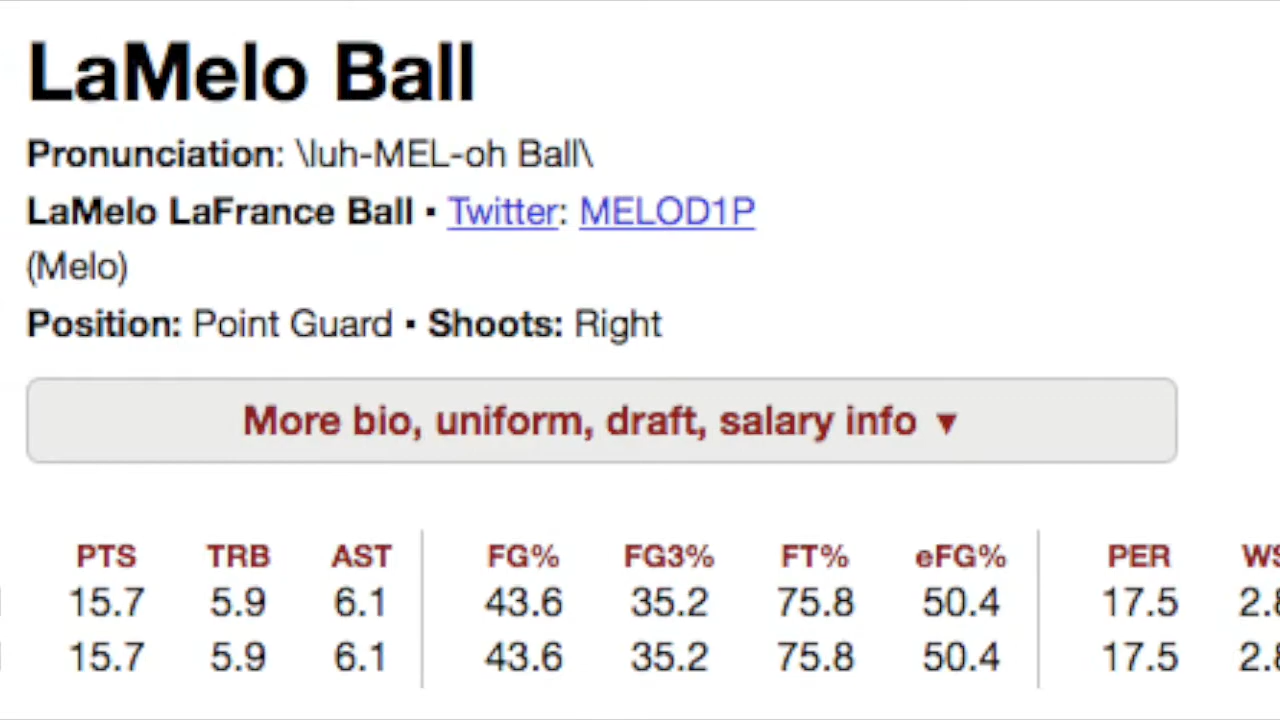 LaMelo Ball
Pronunciation: \luh-MEL-oh Ball\
LaMelo LaFrance Ball ▪ Twitter: MELOD1P
(Melo)
Position: Point Guard ▪ Shoots: Right
More bio, uniform, draft, salary info ▼
PTS TRB AST FG% FG3% FT% eFG% PER
15.7 5.9 6.1 43.6 35.2 75.8 50.4 17.5
15.7 5.9 6.1 43.6 35.2 75.8 50.4 17.5